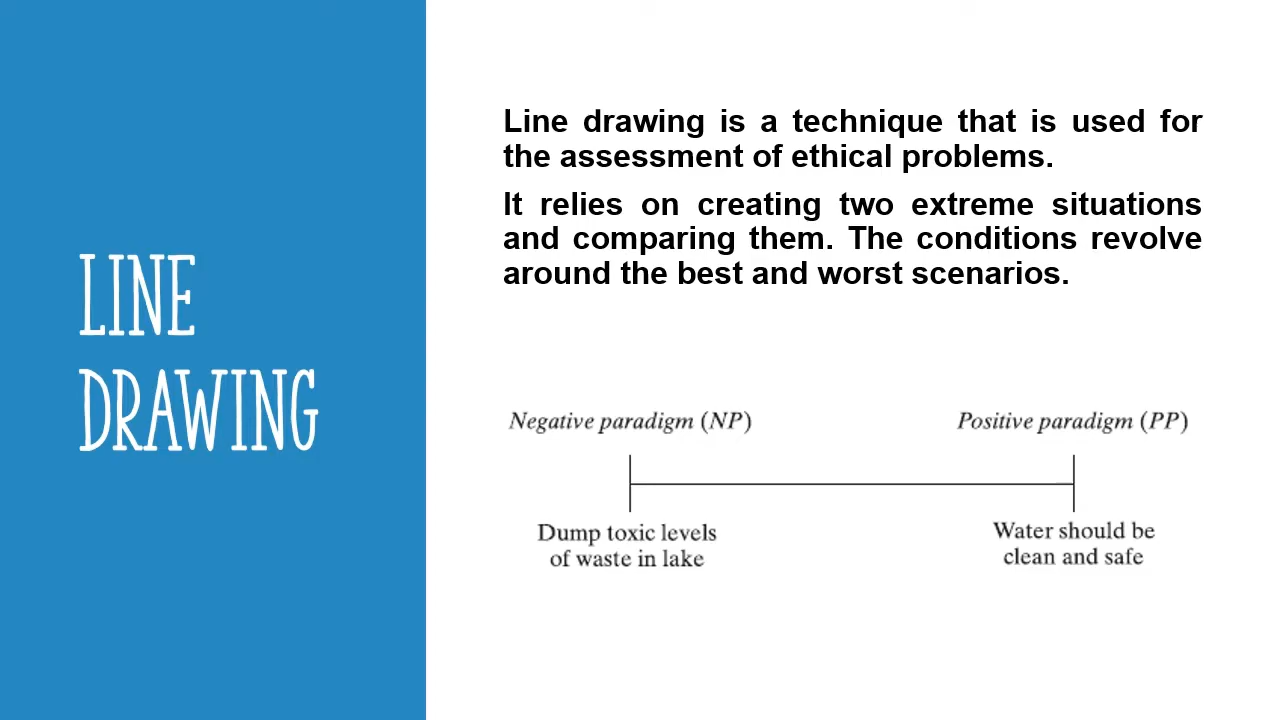 LINE
DRAWING
Line drawing is a technique that is used for
the assessment of ethical problems.
It relies on creating two extreme situations
and comparing them. The conditions revolve
around the best and worst scenarios.
Negative paradigm (NP)
Positive paradigm (PP)
Dump toxic levels
of waste in lake
Water should be
clean and safe